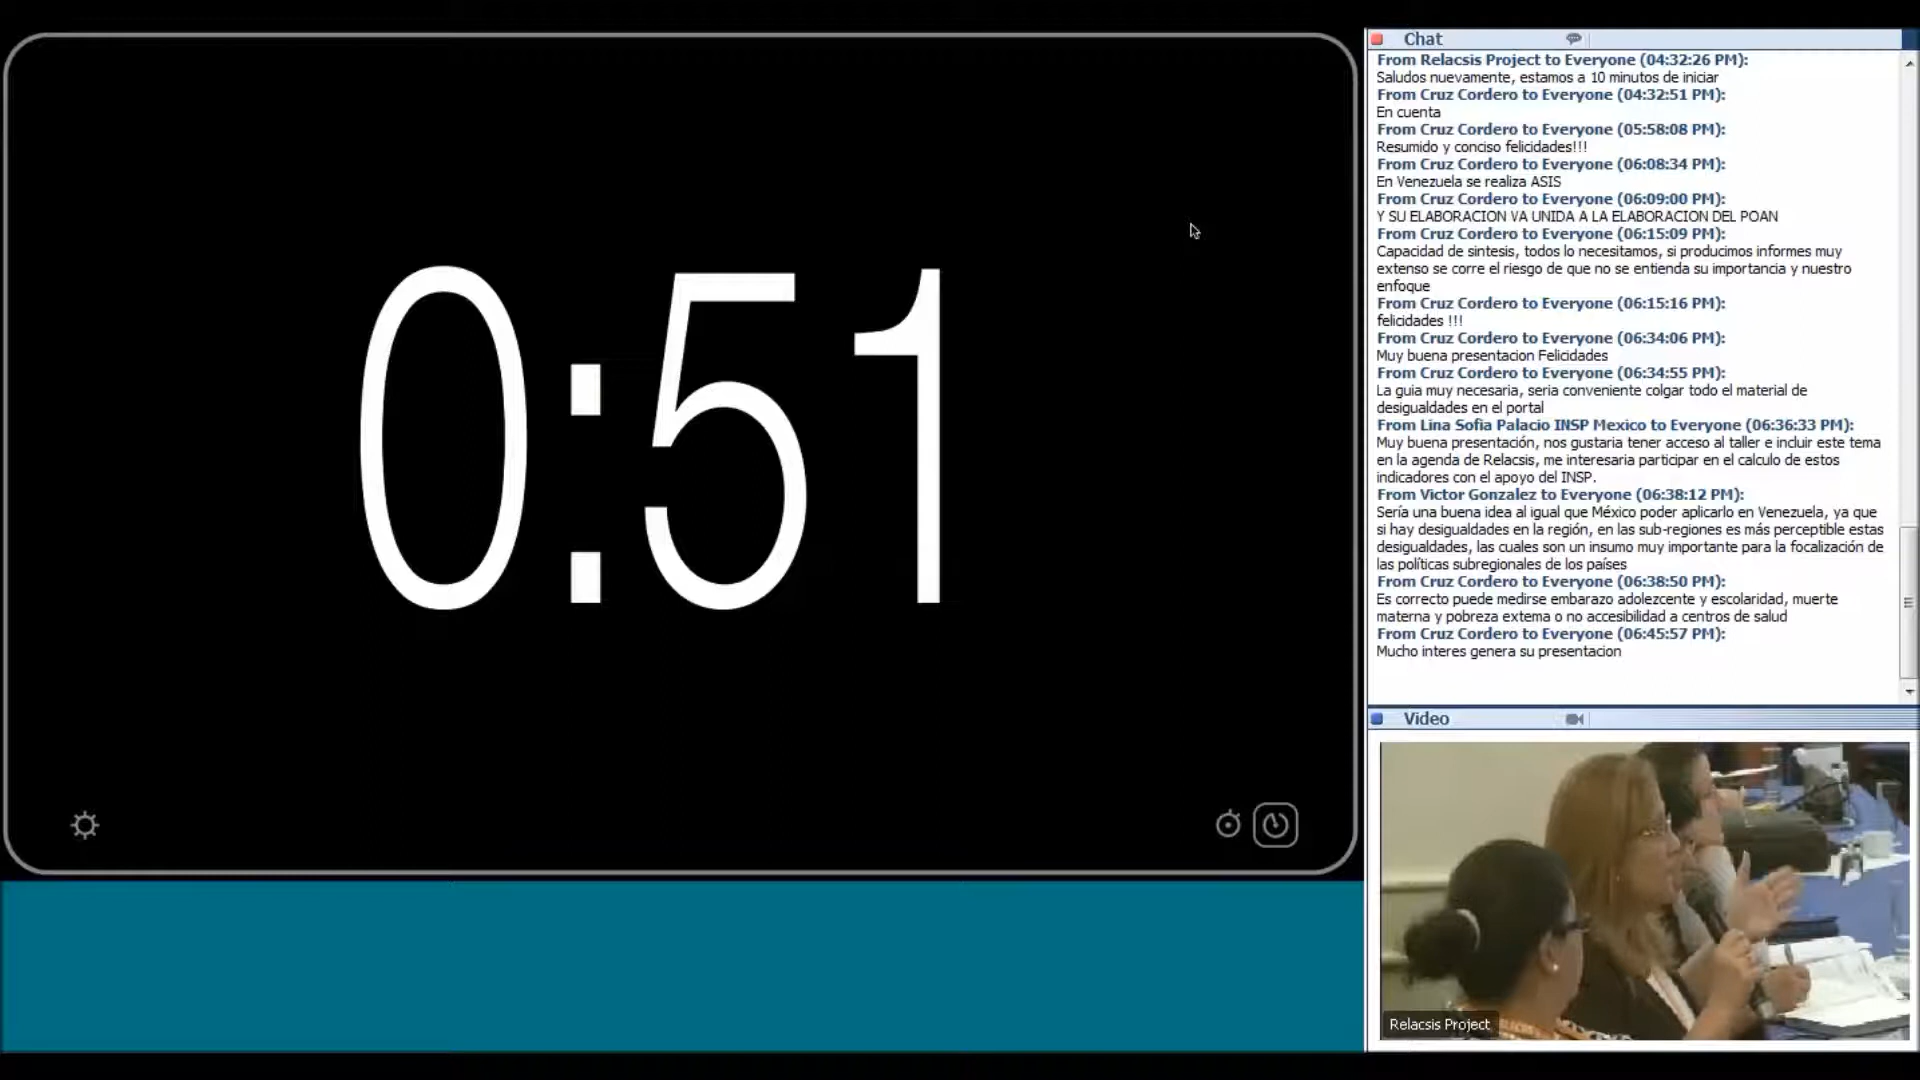 0:51
Chat
From Relacsis Project to Everyone (04:32:26 PM):
Saludos nuevamente, estamos a 10 minutos de iniciar
From Cruz Cordero to Everyone (04:32:51 PM):
En cuenta
From Cruz Cordero to Everyone (05:58:08 PM):
Resumido y conciso felicidades!!!
From Cruz Cordero to Everyone (06:08:34 PM):
En Venezuela se realiza ASIS
From Cruz Cordero to Everyone (06:09:00 PM):
Y SU ELABORACION VA UNIDA A LA ELABORACION DEL POAN
From Cruz Cordero to Everyone (06:15:09 PM):
Capacidad de sintesis, todos lo necesitamos, si producimos informes muy
extenso se corre el riesgo de que no se entienda su importancia y nuestro
enfoque
From Cruz Cordero to Everyone (06:15:16 PM):
felicidades !!!
From Cruz Cordero to Everyone (06:34:06 PM):
Muy buena presentacion Felicidades
From Cruz Cordero to Everyone (06:34:55 PM):
La guia muy necesaria, seria conveniente colgar todo el material de
desigualdades en el portal
From Lina Sofia Palacio INSP Mexico to Everyone (06:36:33 PM):
Muy buena presentación, nos gustaria tener acceso al taller e incluir este tema
en la agenda de Relacsis, me interesaria participar en el calculo de estos
indicadores con el apoyo del INSP.
From Victor Gonzalez to Everyone (06:38:12 PM):
Sería una buena idea al igual que México poder aplicarlo en Venezuela, ya que
si hay desigualdades en la región, en las sub-regiones es más perceptible estas
desigualdades, las cuales son un insumo muy importante para la focalización de
las políticas subregionales de los países
From Cruz Cordero to Everyone (06:38:50 PM):
Es correcto puede medirse embarazo adolezcente y escolaridad, muerte
materna y pobreza extema o no accesibilidad a centros de salud
From Cruz Cordero to Everyone (06:45:57 PM):
Mucho interes genera su presentacion
Video
Relacsis Project